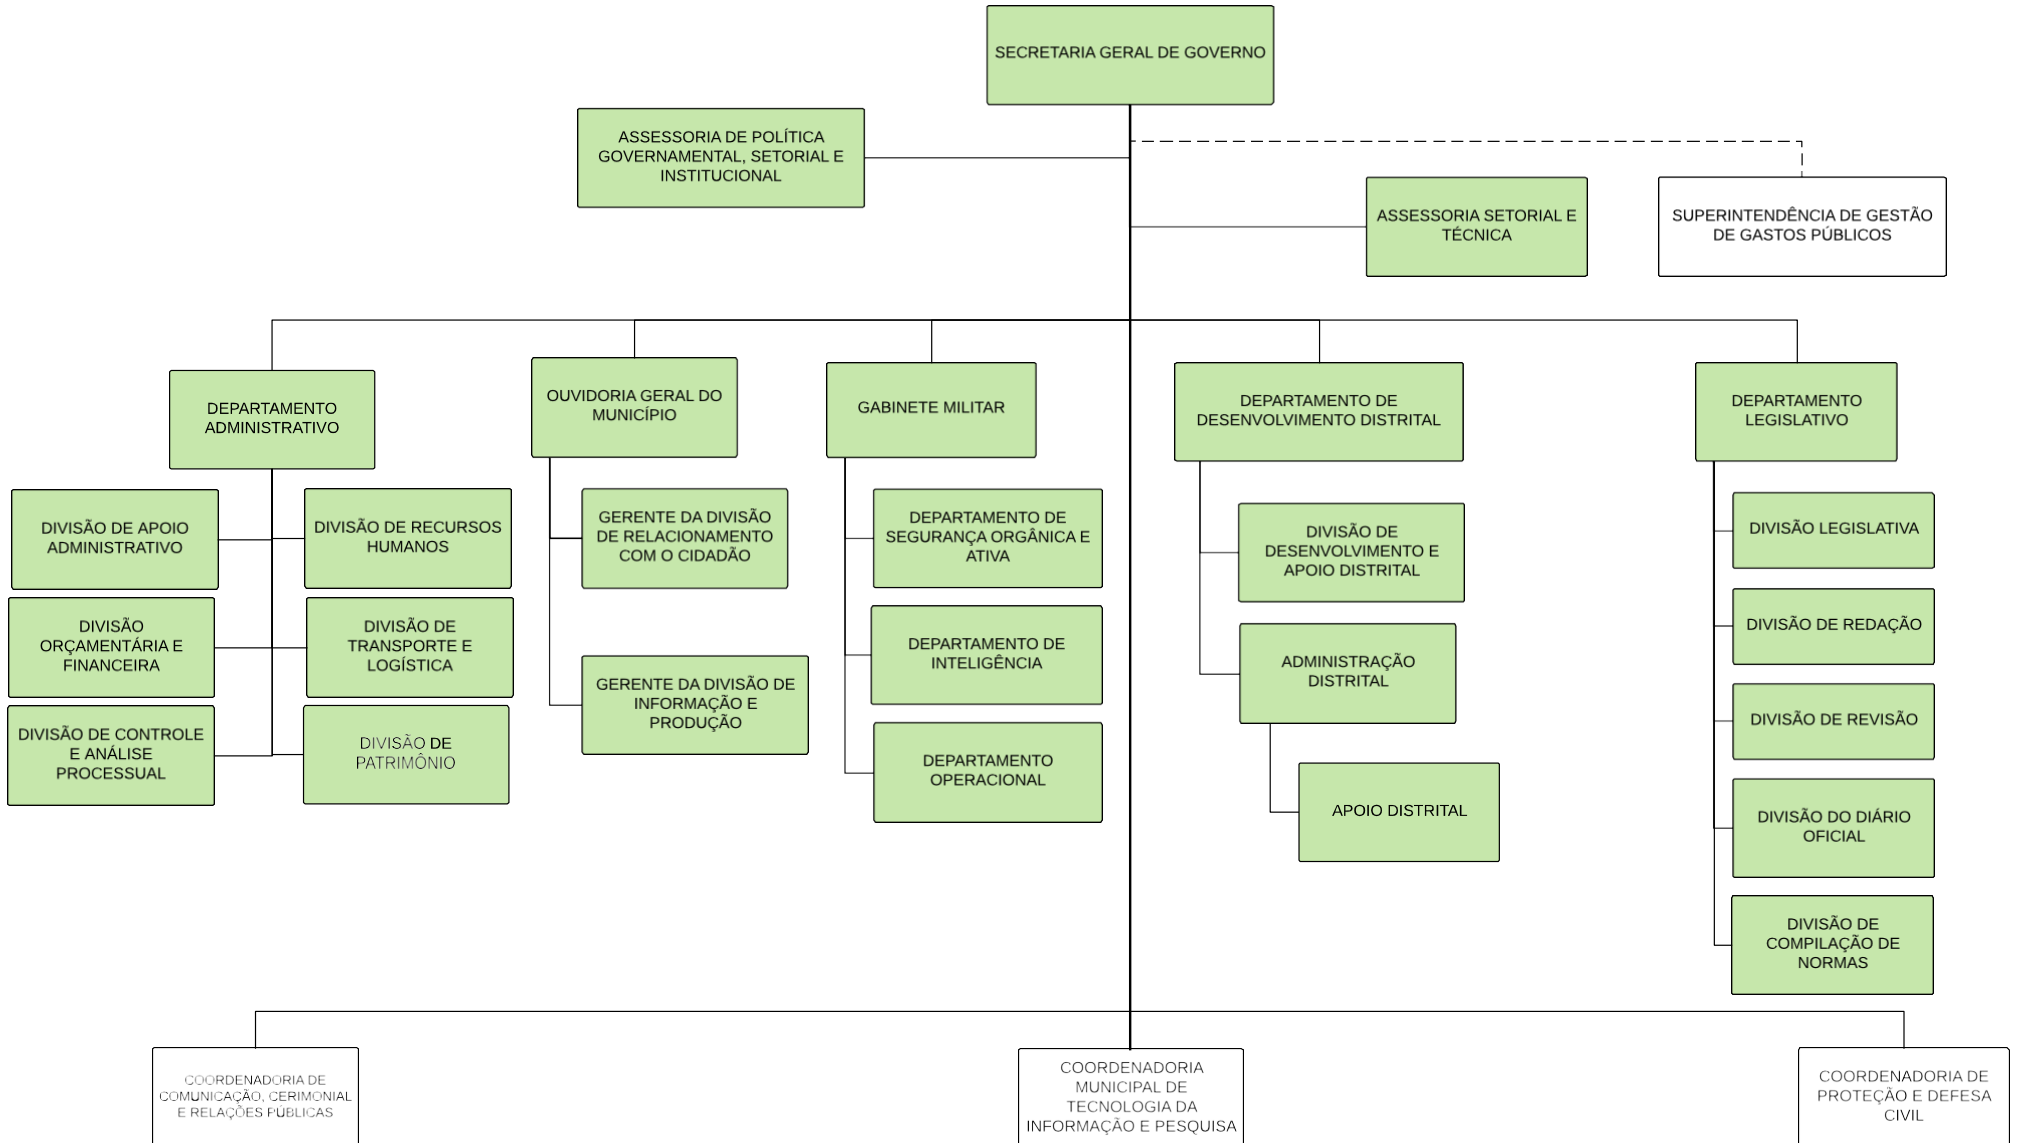 SECRETARIA GERAL DE GOVERNO
ASSESSORIA DE POLÍTICA
GOVERNAMENTAL, SETORIAL E
INSTITUCIONAL
ASSESSORIA SETORIAL E
TÉCNICA
SUPERINTENDÊNCIA DE GESTÃO
DE GASTOS PÚBLICOS
DEPARTAMENTO
ADMINISTRATIVO
DIVISÃO DE APOIO
ADMINISTRATIVO
DIVISÃO DE RECURSOS
HUMANOS
DIVISÃO
ORÇAMENTÁRIA E
FINANCEIRA
DIVISÃO DE
TRANSPORTE E
LOGÍSTICA
DIVISÃO DE CONTROLE
E ANÁLISE
PROCESSUAL
DIVISÃO DE
PATRIMÔNIO
OUVIDORIA GERAL DO
MUNICÍPIO
GERENTE DA DIVISÃO
DE RELACIONAMENTO
COM O CIDADÃO
GERENTE DA DIVISÃO DE
INFORMAÇÃO E
PRODUÇÃO
GABINETE MILITAR
DEPARTAMENTO DE
SEGURANÇA ORGÂNICA E
ATIVA
DEPARTAMENTO DE
INTELIGÊNCIA
DEPARTAMENTO
OPERACIONAL
DEPARTAMENTO DE
DESENVOLVIMENTO DISTRITAL
DIVISÃO DE
DESENVOLVIMENTO E
APOIO DISTRITAL
ADMINISTRAÇÃO
DISTRITAL
APOIO DISTRITAL
DEPARTAMENTO
LEGISLATIVO
DIVISÃO LEGISLATIVA
DIVISÃO DE REDAÇÃO
DIVISÃO DE REVISÃO
DIVISÃO DO DIÁRIO
OFICIAL
DIVISÃO DE
COMPILAÇÃO DE
NORMAS
COORDENADORIA DE
COMUNICAÇÃO, CERIMONIAL
E RELAÇÕES PÚBLICAS
COORDENADORIA
MUNICIPAL DE
TECNOLOGIA DA
INFORMAÇÃO E PESQUISA
COORDENADORIA DE
PROTEÇÃO E DEFESA
CIVIL